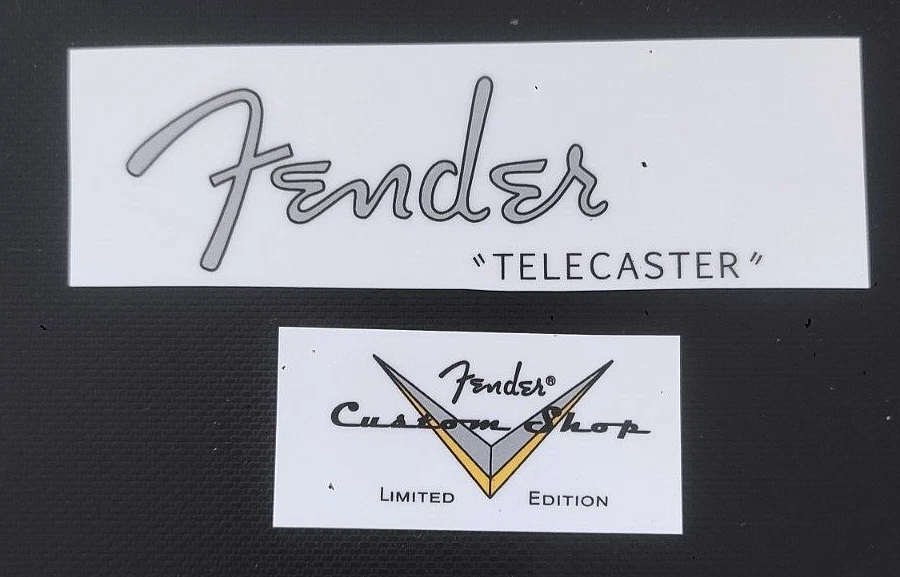 Fender
"TELECASTER"
Fender®
Custom Shop
LIMITED EDITION